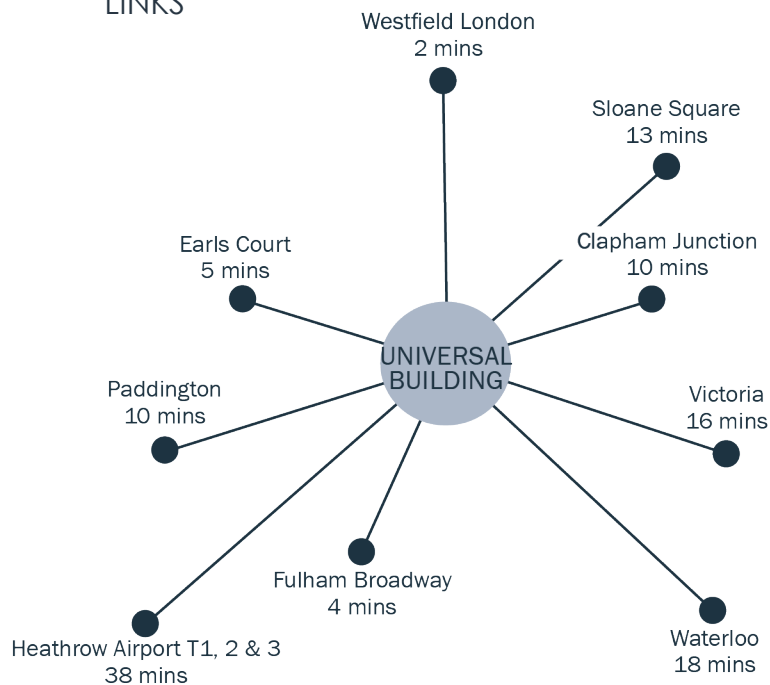 LINKS
Westfield London
2 mins
Sloane Square
13 mins
Earls Court
5 mins
Clapham Junction
10 mins
UNIVERSAL
BUILDING
Paddington
10 mins
Victoria
16 mins
Fulham Broadway
4 mins
Heathrow Airport T1, 2 & 3
38 mins
Waterloo
18 mins